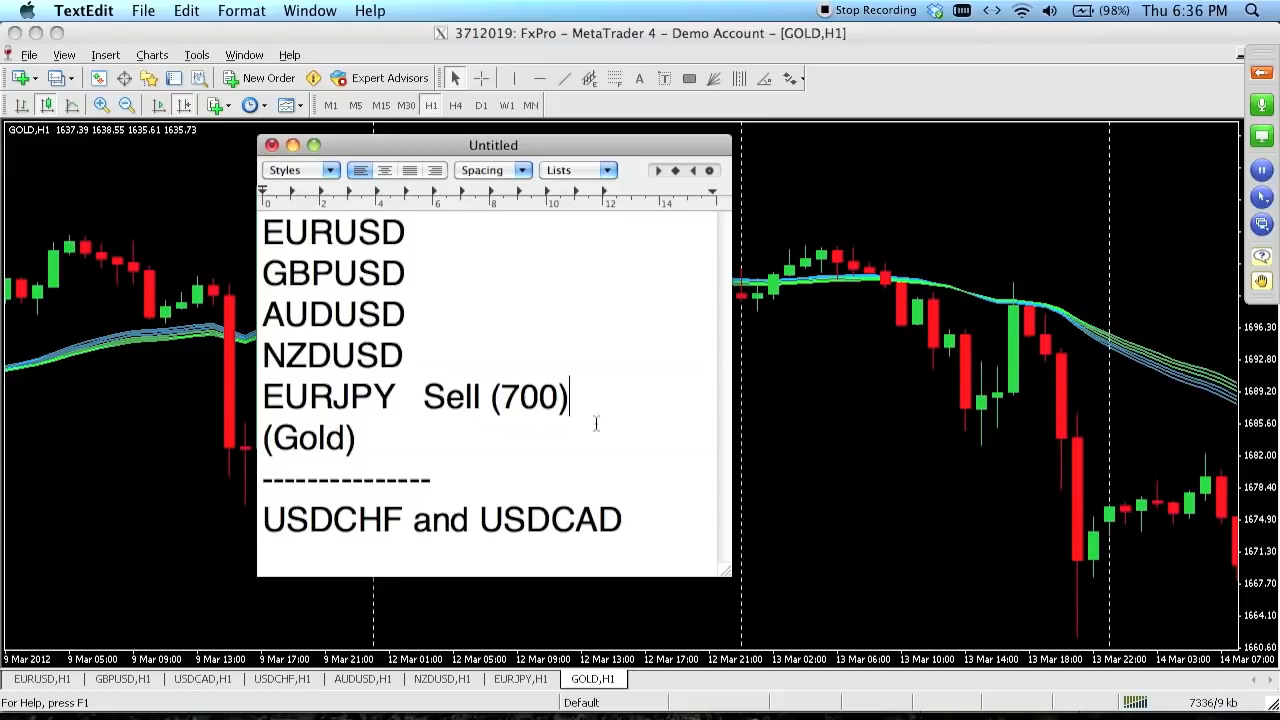 TextEdit File Edit Format Window Help Stop Recording (98%) Thu 6:36 PM
3712019: FxPro - MetaTrader 4 - Demo Account - [GOLD,H1]
File View Insert Charts Tools Window Help
New Order Expert Advisors A T
M1 M5 M15 M30 H1 H4 D1 W1 MN
GOLD,H1 1637.39 1638.55 1635.61 1635.73
Untitled
Styles Spacing Lists
0 2 4 6 8 10 12 14
EURUSD
GBPUSD
AUDUSD
NZDUSD
EURJPY Sell (700)
(Gold)
---------------
USDCHF and USDCAD
1696.30
1692.80
1689.20
1685.60
1682.00
1678.40
1674.90
1671.30
1667.70
1664.10
1660.60
9 Mar 2012 9 Mar 05:00 9 Mar 09:00 9 Mar 13:00 9 Mar 17:00 9 Mar 21:00 12 Mar 01:00 12 Mar 05:00 12 Mar 09:00 12 Mar 13:00 12 Mar 17:00 12 Mar 21:00 13 Mar 02:00 13 Mar 06:00 13 Mar 10:00 13 Mar 14:00 13 Mar 18:00 13 Mar 22:00 14 Mar 03:00 14 Mar 07:00
EURUSD,H1 GBPUSD,H1 USDCAD,H1 USDCHF,H1 AUDUSD,H1 NZDUSD,H1 EURJPY,H1 GOLD,H1
For Help, press F1 Default 7336/9 kb